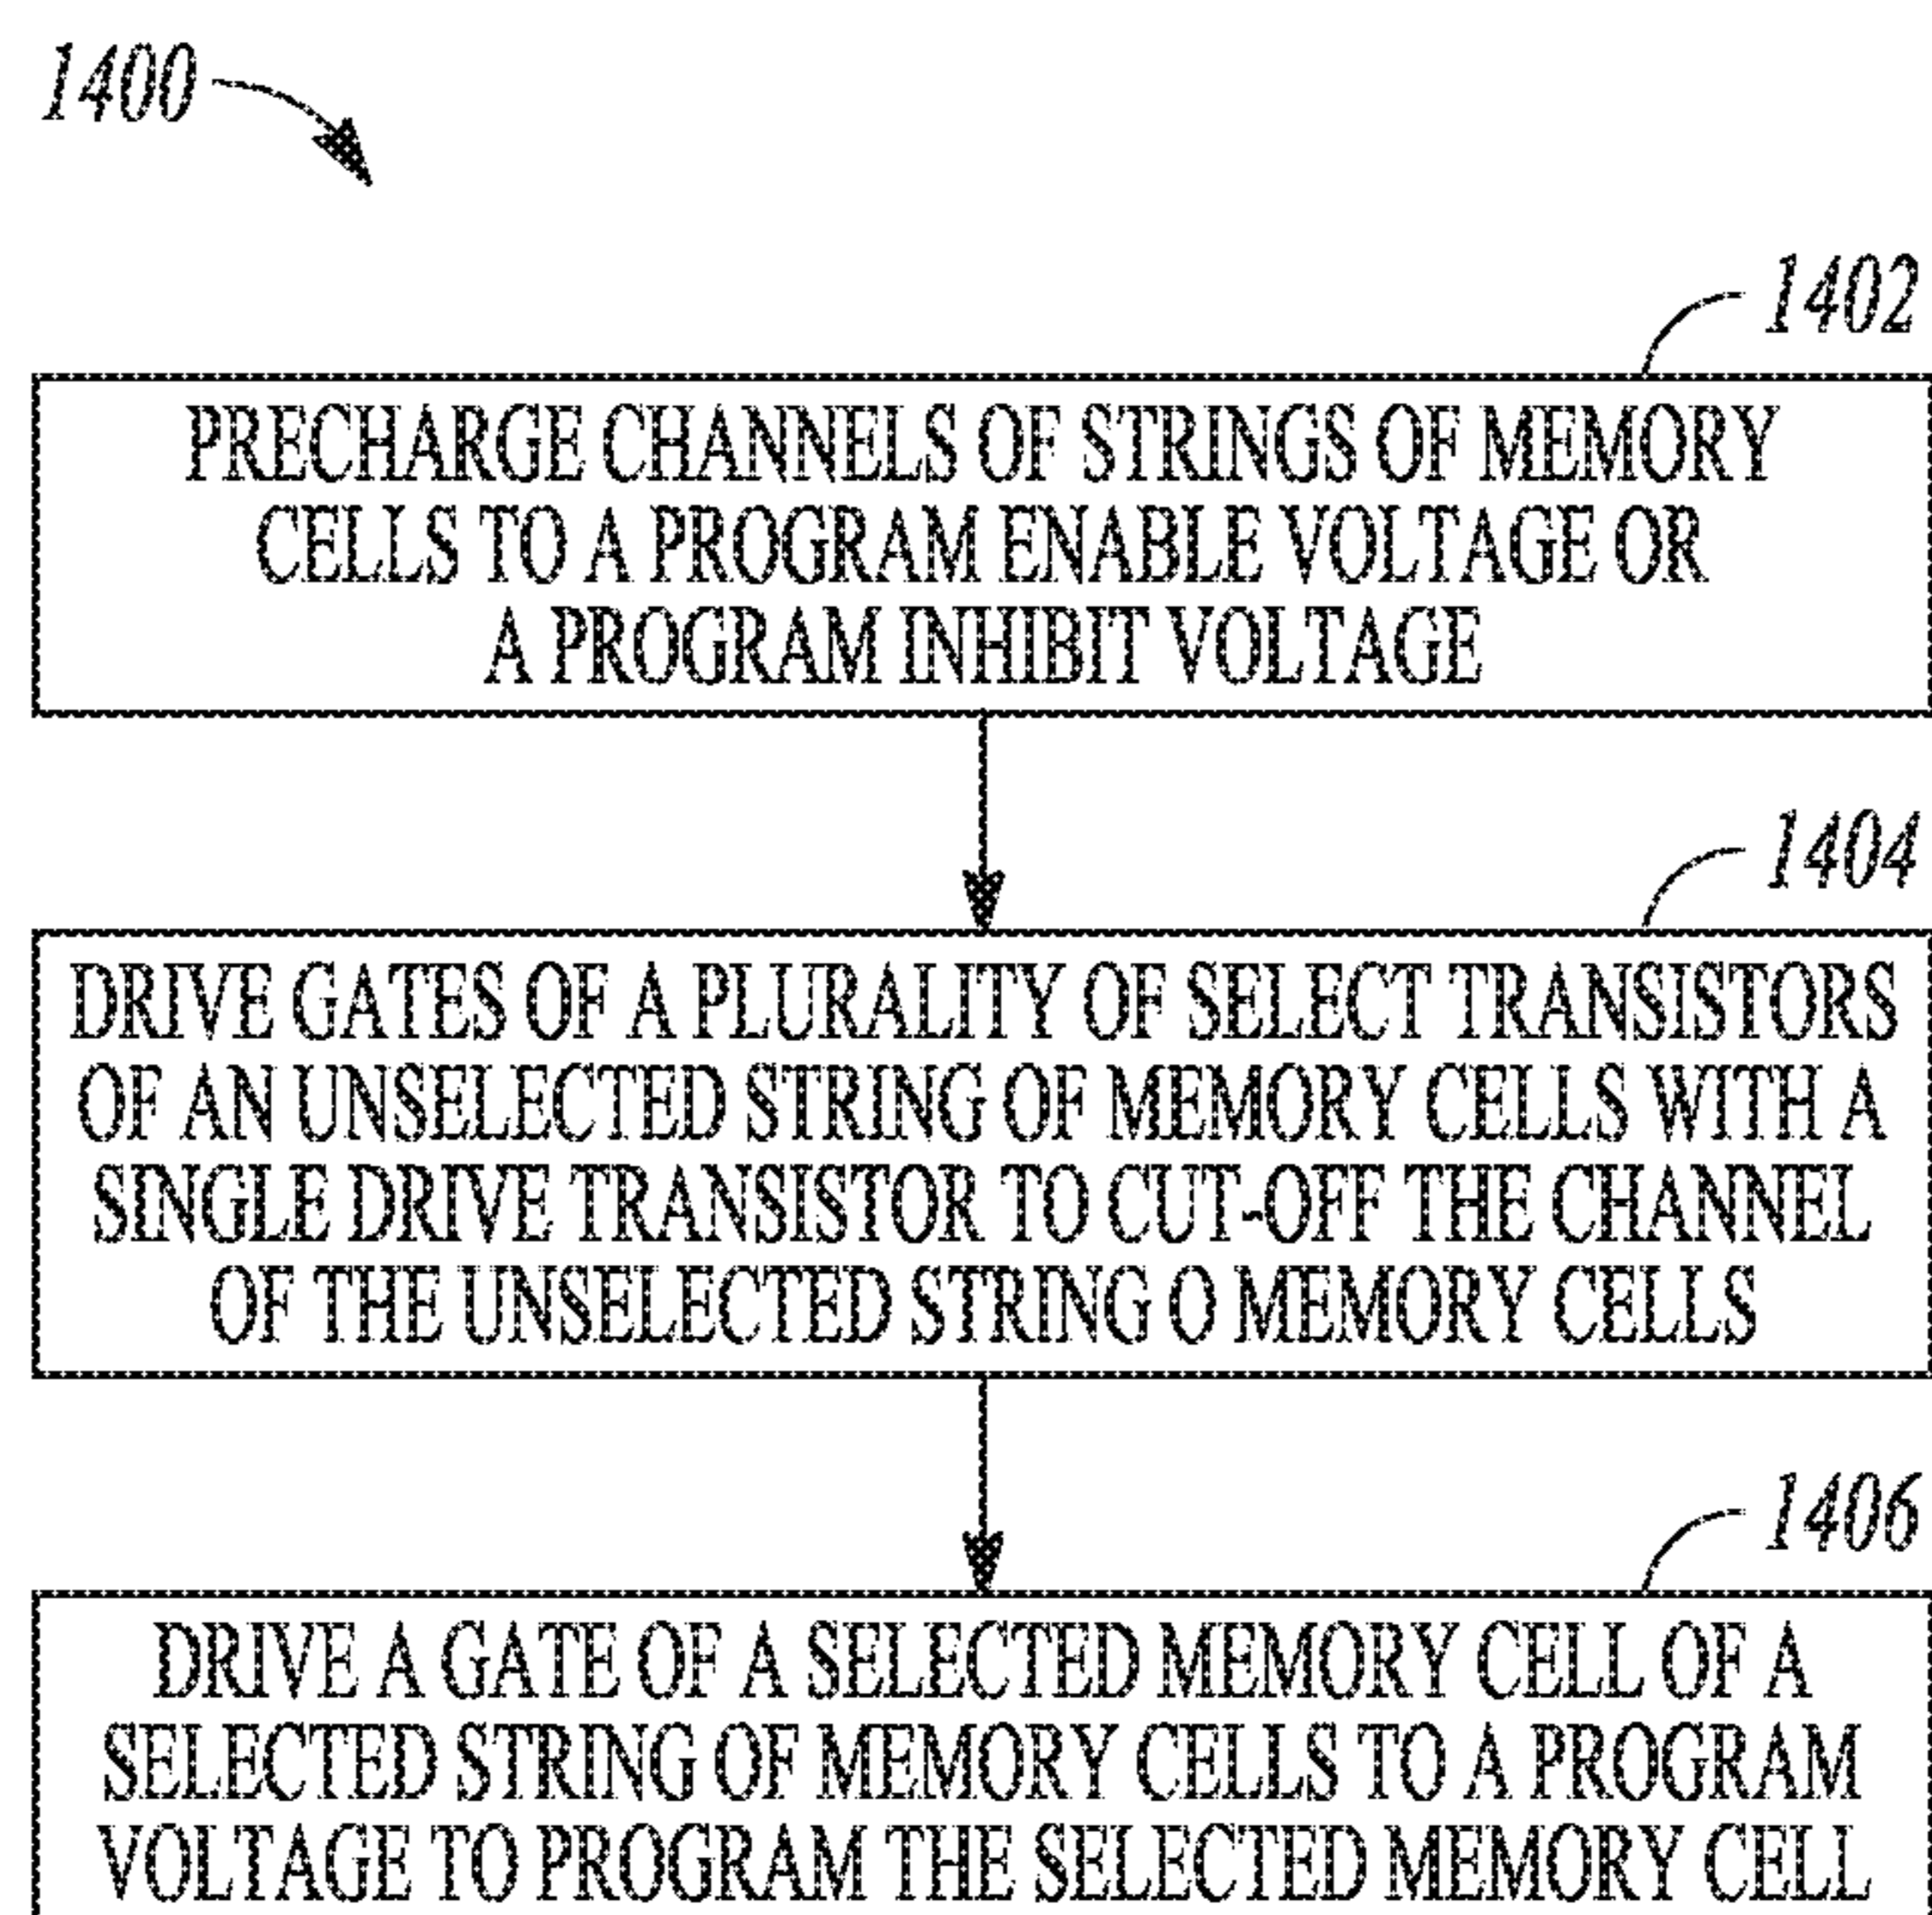 1400
1402
PRECHARGE CHANNELS OF STRINGS OF MEMORY
CELLS TO A PROGRAM ENABLE VOLTAGE OR
A PROGRAM INHIBIT VOLTAGE
1404
DRIVE GATES OF A PLURALITY OF SELECT TRANSISTORS
OF AN UNSELECTED STRING OF MEMORY CELLS WITH A
SINGLE DRIVE TRANSISTOR TO CUT-OFF THE CHANNEL
OF THE UNSELECTED STRING O MEMORY CELLS
1406
DRIVE A GATE OF A SELECTED MEMORY CELL OF A
SELECTED STRING OF MEMORY CELLS TO A PROGRAM
VOLTAGE TO PROGRAM THE SELECTED MEMORY CELL